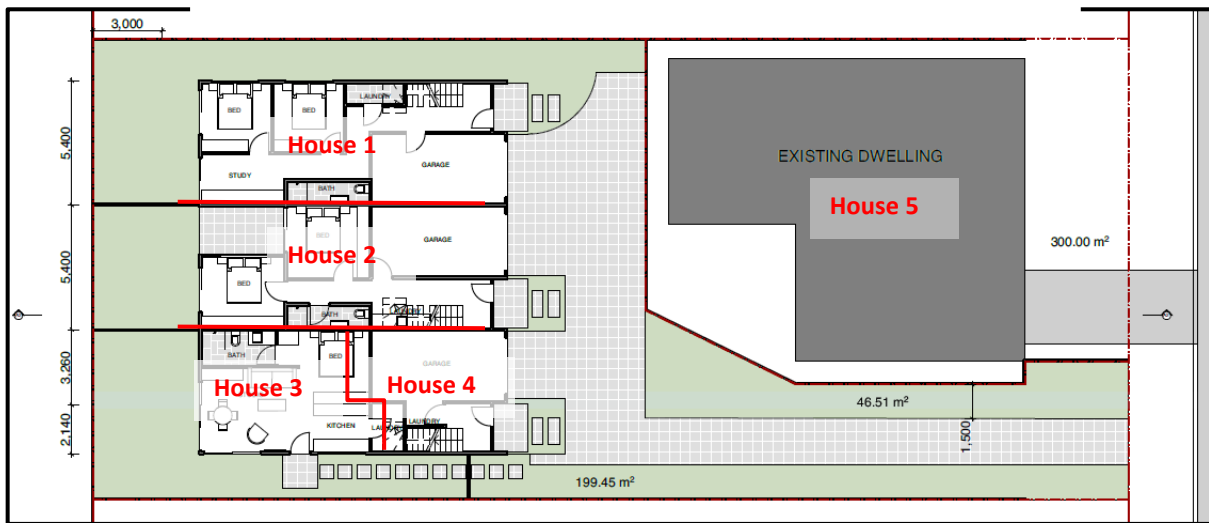 3,000
LAUNDRY
BED
BED
House 1
5,400
GARAGE
EXISTING DWELLING
STUDY
BATH
House 5
BED
GARAGE
300.00 m²
House 2
5,400
BED
BATH
LAUNDRY
BATH
BED
GARAGE
3,260
House 3
House 4
46.51 m²
2,140
KITCHEN
LAUNDRY
LAUNDRY
1,500
199.45 m²